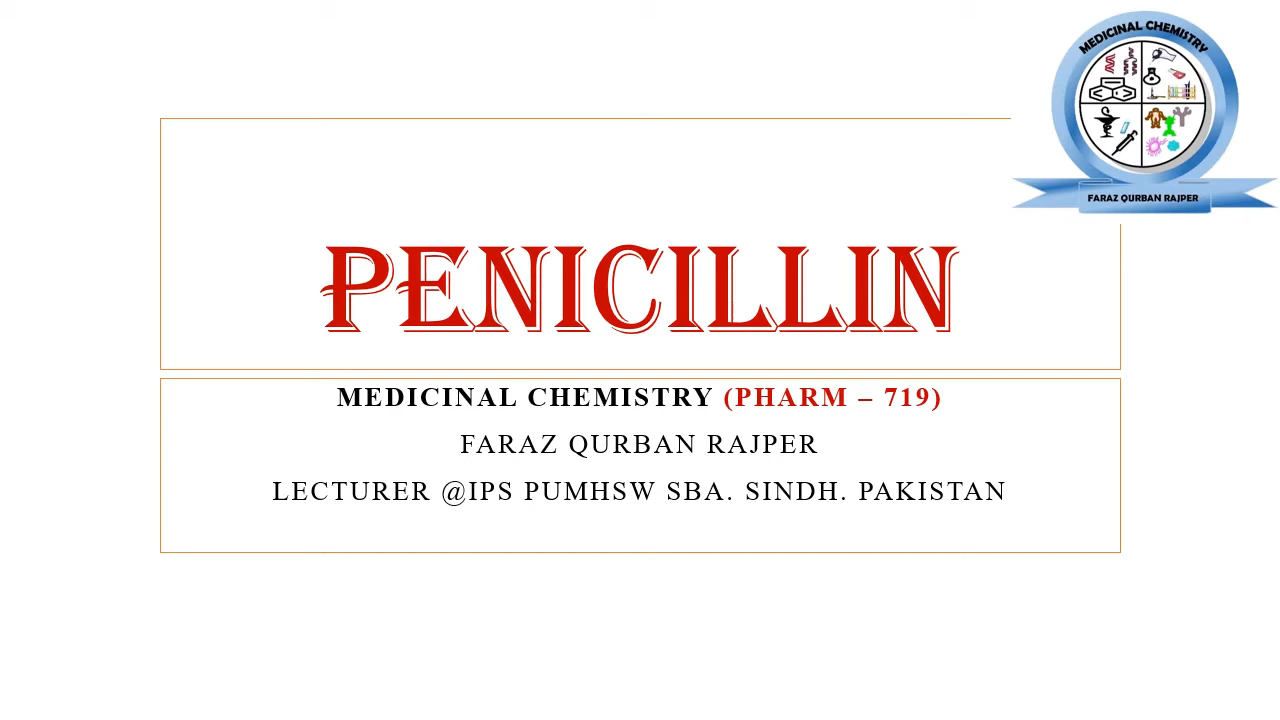 MEDICINAL CHEMISTRY
FARAZ QURBAN RAJPER
PENICILLIN
MEDICINAL CHEMISTRY (PHARM – 719)
FARAZ QURBAN RAJPER
LECTURER @IPS PUMHSW SBA. SINDH. PAKISTAN